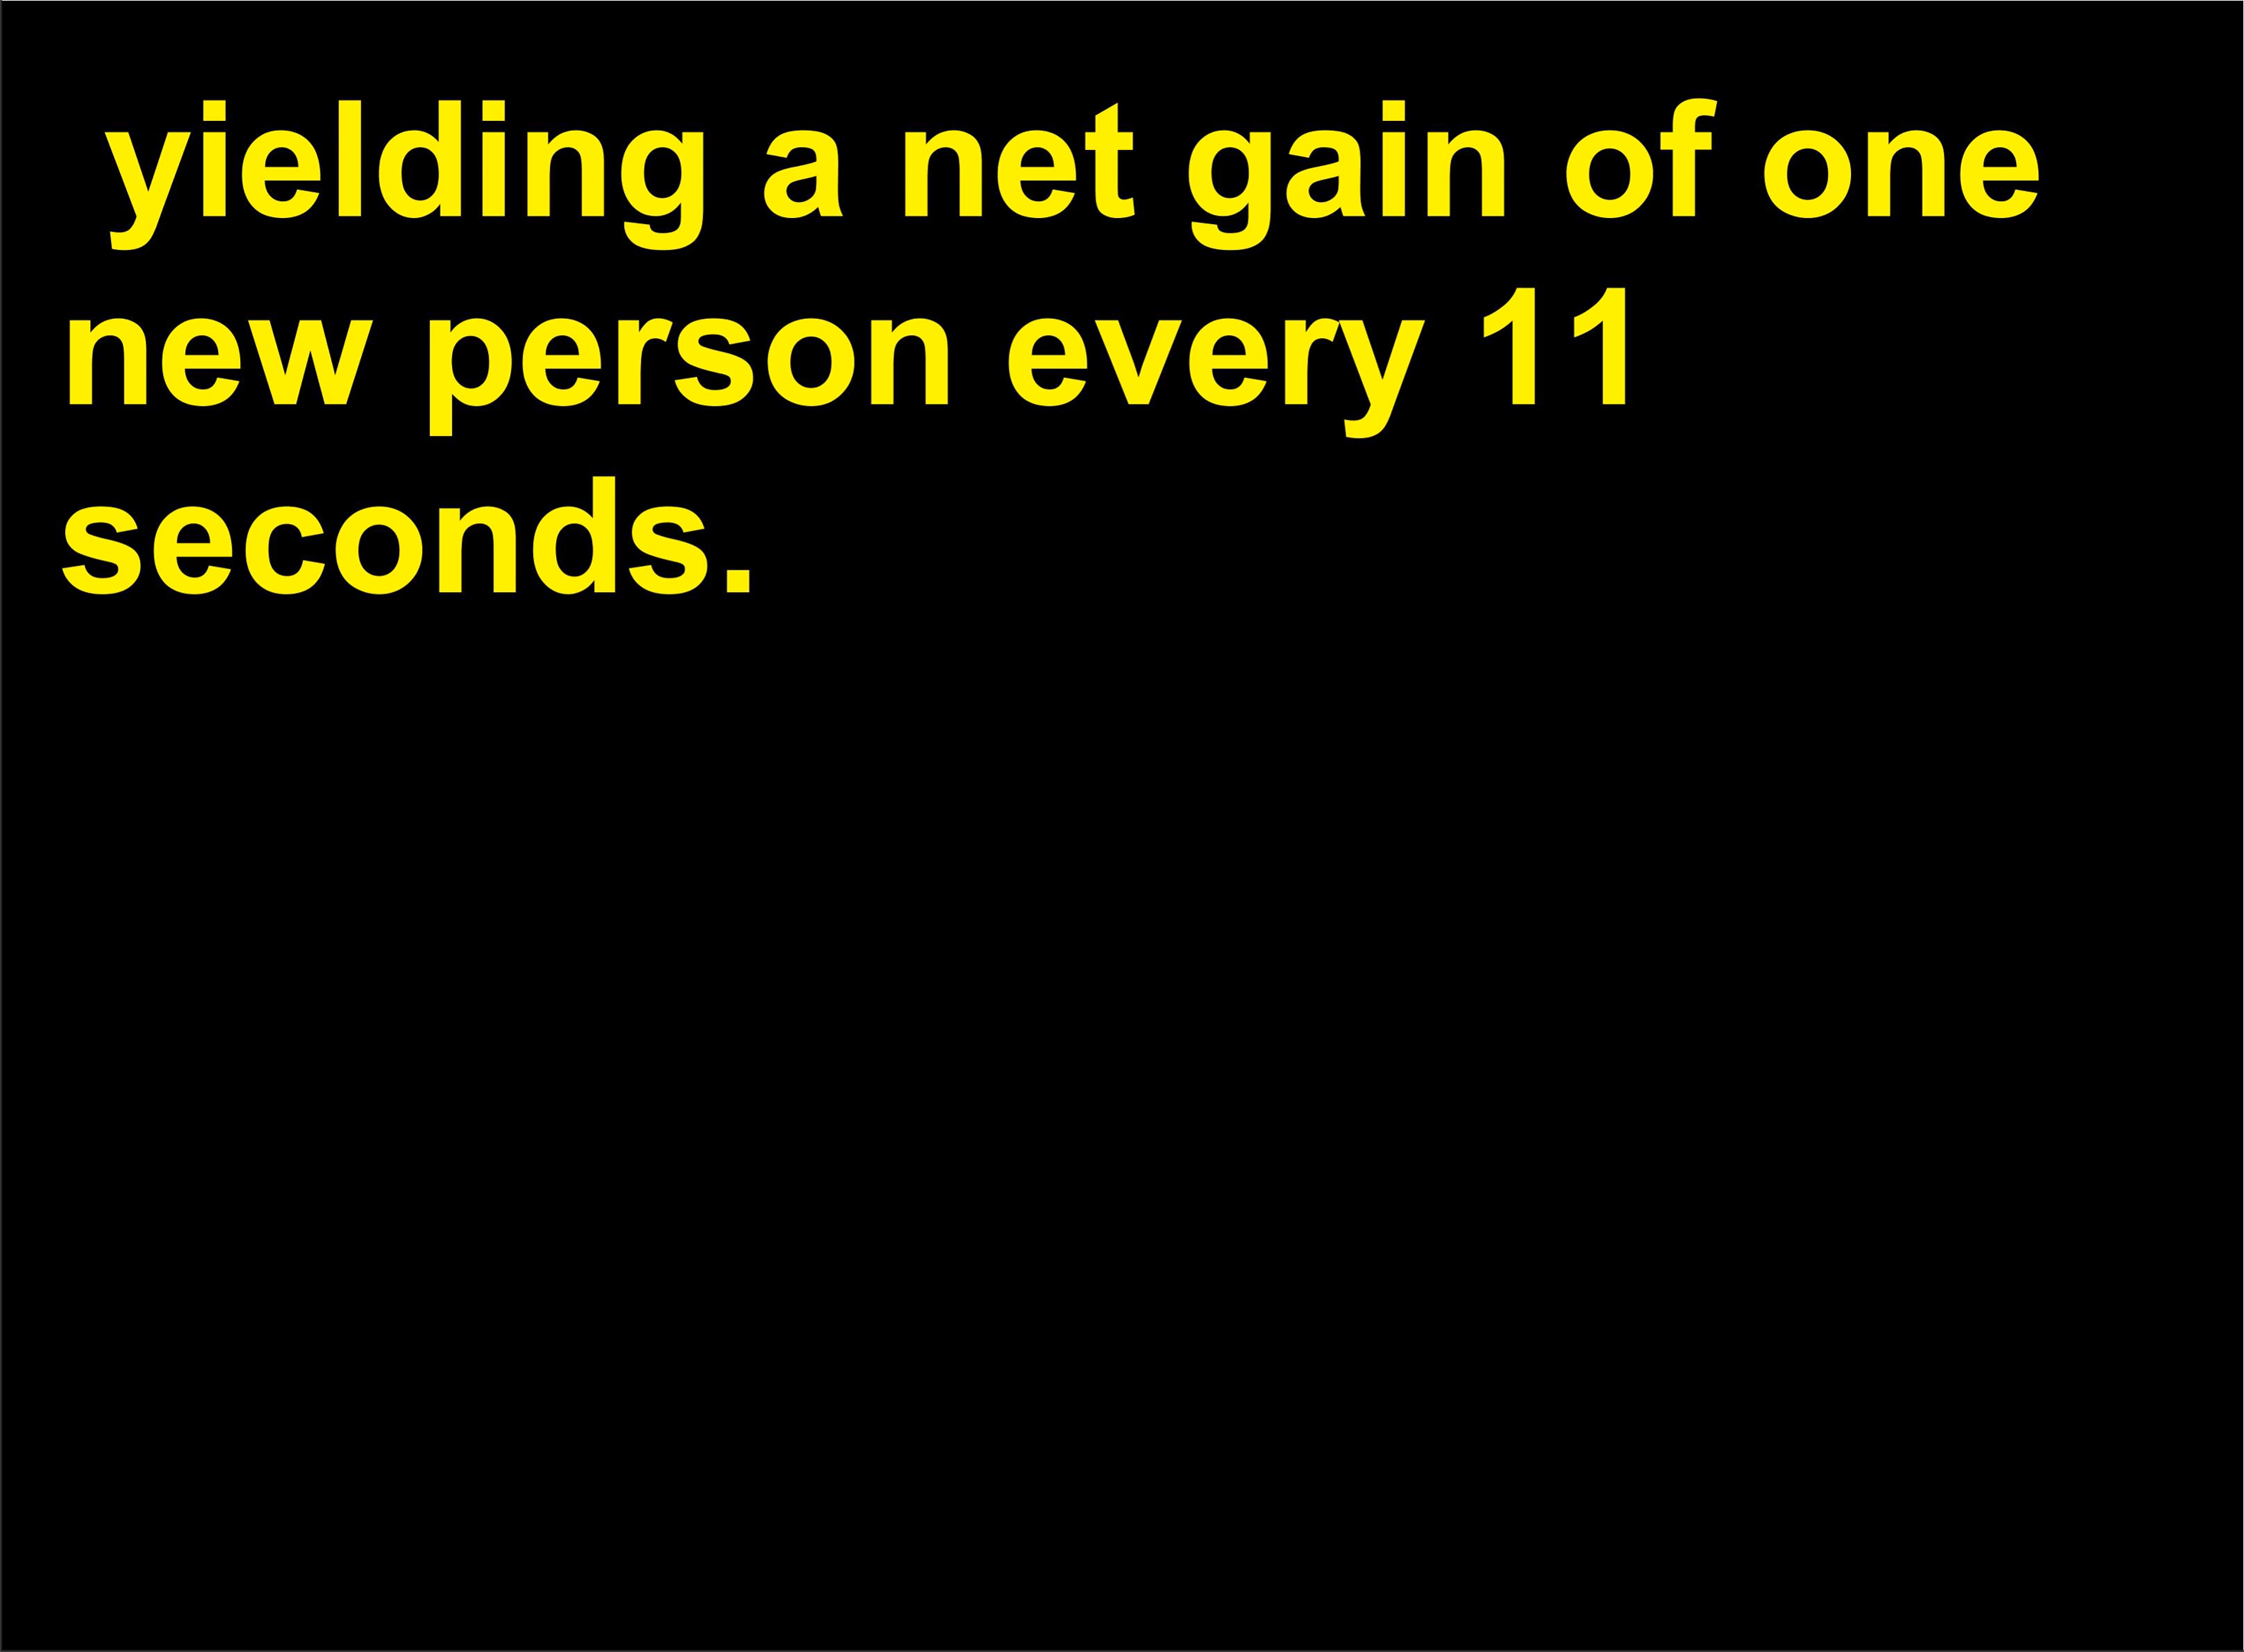 yielding a net gain of one
new person every 11
seconds.